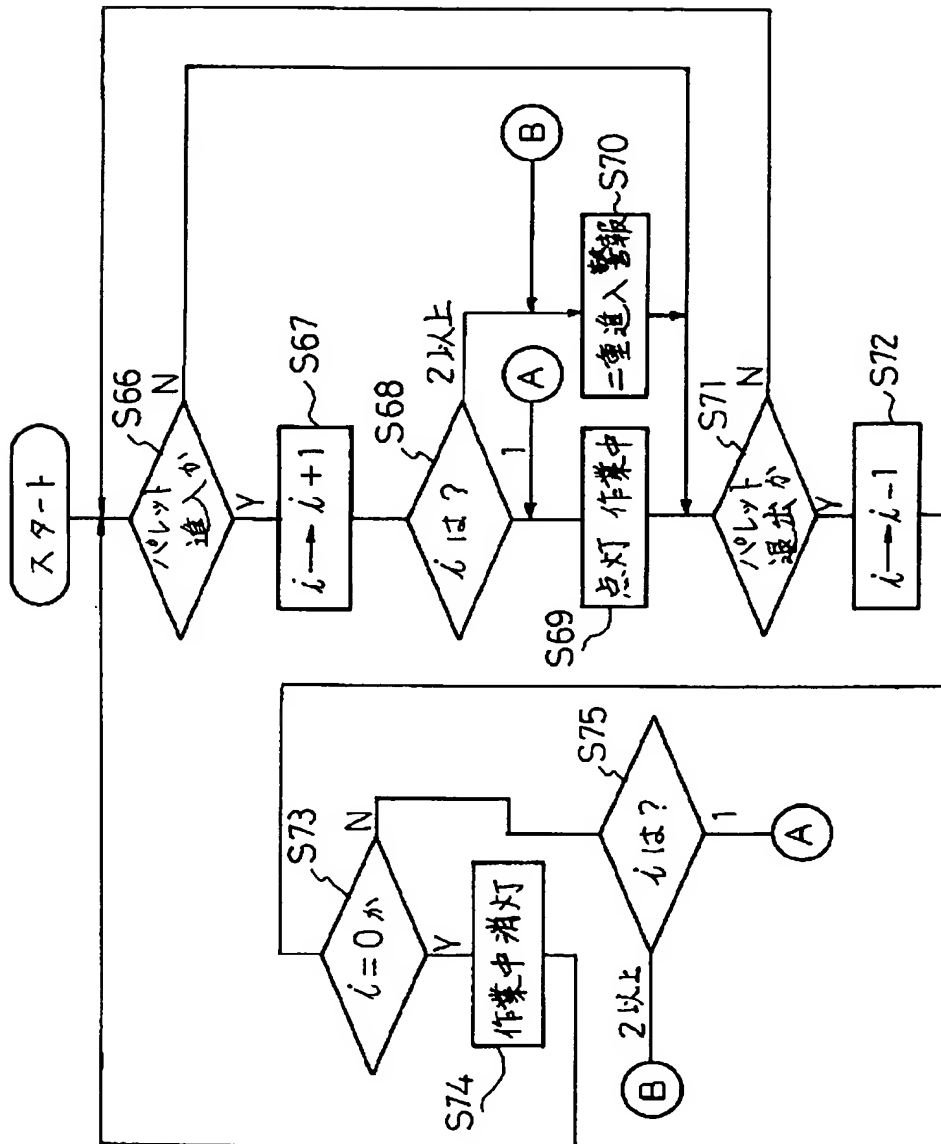 スタート
S66
パレット
進入か
N
Y
S67
i→i+1
S68
iは?
2以上
1
A
B
S69
点灯 作業中
S70
二重進入警報
S71
パレット
退出か
N
Y
S72
i→i-1
S73
i=0か
N
Y
S74
作業中消灯
S75
iは?
2以上
1
B
A